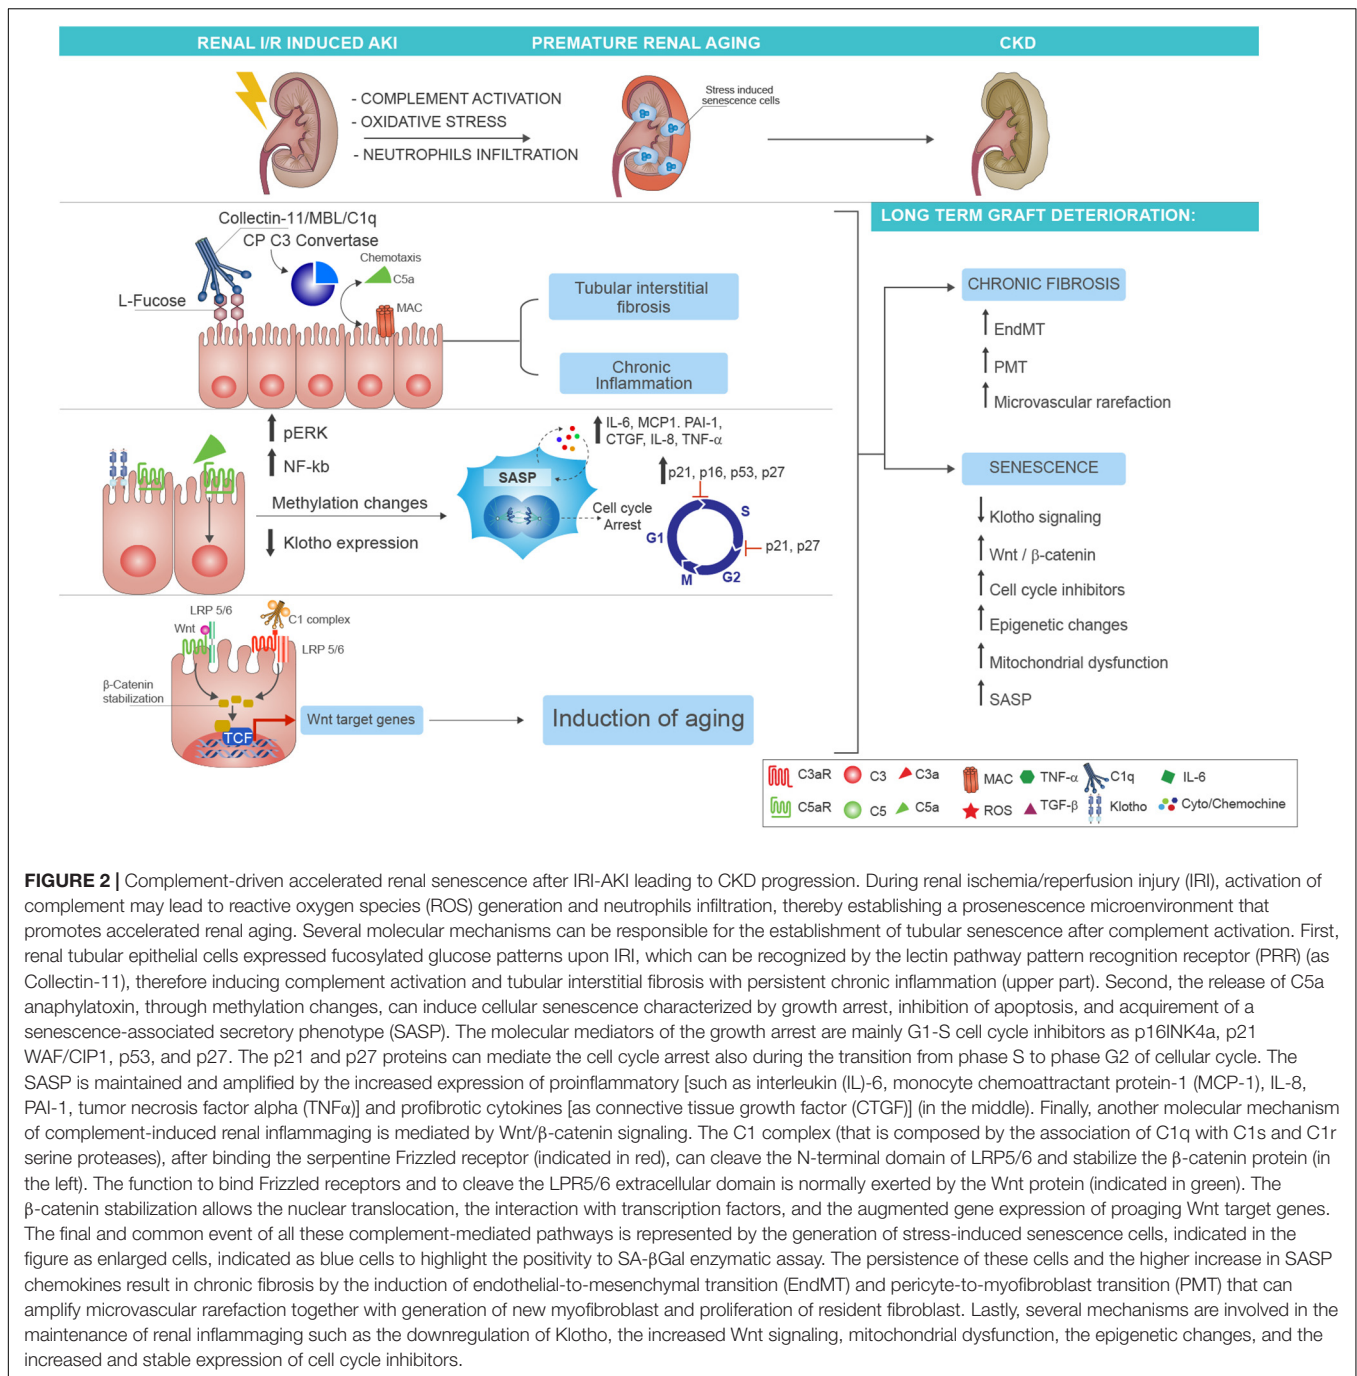 RENAL I/R INDUCED AKI
PREMATURE RENAL AGING
CKD
- COMPLEMENT ACTIVATION
- OXIDATIVE STRESS
- NEUTROPHILS INFILTRATION
Stress induced
senescence cells
Collectin-11/MBL/C1q
CP C3 Convertase
Chemotaxis
C5a
L-Fucose
MAC
Tubular interstitial
fibrosis
Chronic
Inflammation
pERK
NF-kb
Methylation changes
Klotho expression
SASP
IL-6, MCP1. PAI-1,
CTGF, IL-8, TNF-α
Cell cycle
Arrest
p21, p16, p53, p27
S
G1
p21, p27
G2
M
LRP 5/6
Wnt
C1 complex
LRP 5/6
β-Catenin
stabilization
TCF
Wnt target genes
Induction of aging
LONG TERM GRAFT DETERIORATION:
CHRONIC FIBROSIS
EndMT
PMT
Microvascular rarefaction
SENESCENCE
Klotho signaling
Wnt / β-catenin
Cell cycle inhibitors
Epigenetic changes
Mitochondrial dysfunction
SASP
C3aR C3 C3a MAC TNF-α C1q IL-6
C5aR C5 C5a ROS TGF-β Klotho Cyto/Chemochine
FIGURE 2 | Complement-driven accelerated renal senescence after IRI-AKI leading to CKD progression. During renal ischemia/reperfusion injury (IRI), activation of
complement may lead to reactive oxygen species (ROS) generation and neutrophils infiltration, thereby establishing a prosenescence microenvironment that
promotes accelerated renal aging. Several molecular mechanisms can be responsible for the establishment of tubular senescence after complement activation. First,
renal tubular epithelial cells expressed fucosylated glucose patterns upon IRI, which can be recognized by the lectin pathway pattern recognition receptor (PRR) (as
Collectin-11), therefore inducing complement activation and tubular interstitial fibrosis with persistent chronic inflammation (upper part). Second, the release of C5a
anaphylatoxin, through methylation changes, can induce cellular senescence characterized by growth arrest, inhibition of apoptosis, and acquirement of a
senescence-associated secretory phenotype (SASP). The molecular mediators of the growth arrest are mainly G1-S cell cycle inhibitors as p16INK4a, p21
WAF/CIP1, p53, and p27. The p21 and p27 proteins can mediate the cell cycle arrest also during the transition from phase S to phase G2 of cellular cycle. The
SASP is maintained and amplified by the increased expression of proinflammatory [such as interleukin (IL)-6, monocyte chemoattractant protein-1 (MCP-1), IL-8,
PAI-1, tumor necrosis factor alpha (TNFα)] and profibrotic cytokines [as connective tissue growth factor (CTGF)] (in the middle). Finally, another molecular mechanism
of complement-induced renal inflammaging is mediated by Wnt/β-catenin signaling. The C1 complex (that is composed by the association of C1q with C1s and C1r
serine proteases), after binding the serpentine Frizzled receptor (indicated in red), can cleave the N-terminal domain of LRP5/6 and stabilize the β-catenin protein (in
the left). The function to bind Frizzled receptors and to cleave the LPR5/6 extracellular domain is normally exerted by the Wnt protein (indicated in green). The
β-catenin stabilization allows the nuclear translocation, the interaction with transcription factors, and the augmented gene expression of proaging Wnt target genes.
The final and common event of all these complement-mediated pathways is represented by the generation of stress-induced senescence cells, indicated in the
figure as enlarged cells, indicated as blue cells to highlight the positivity to SA-βGal enzymatic assay. The persistence of these cells and the higher increase in SASP
chemokines result in chronic fibrosis by the induction of endothelial-to-mesenchymal transition (EndMT) and pericyte-to-myofibroblast transition (PMT) that can
amplify microvascular rarefaction together with generation of new myofibroblast and proliferation of resident fibroblast. Lastly, several mechanisms are involved in the
maintenance of renal inflammaging such as the downregulation of Klotho, the increased Wnt signaling, mitochondrial dysfunction, the epigenetic changes, and the
increased and stable expression of cell cycle inhibitors.